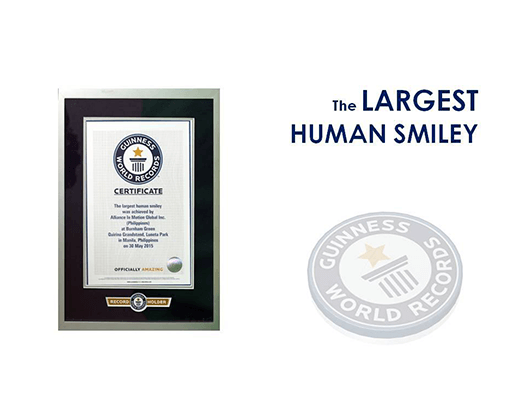 The LARGEST
HUMAN SMILEY
GUINNESS
WORLD RECORDS
CERTIFICATE
The largest human smiley
was achieved by
Alliance In Motion Global Inc.
(Philippines)
at Burnham Green
Quirino Grandstand, Luneta Park
in Manila, Philippines
on 30 May 2015
OFFICIALLY AMAZING
RECORD HOLDER
GUINNESS
WORLD RECORDS